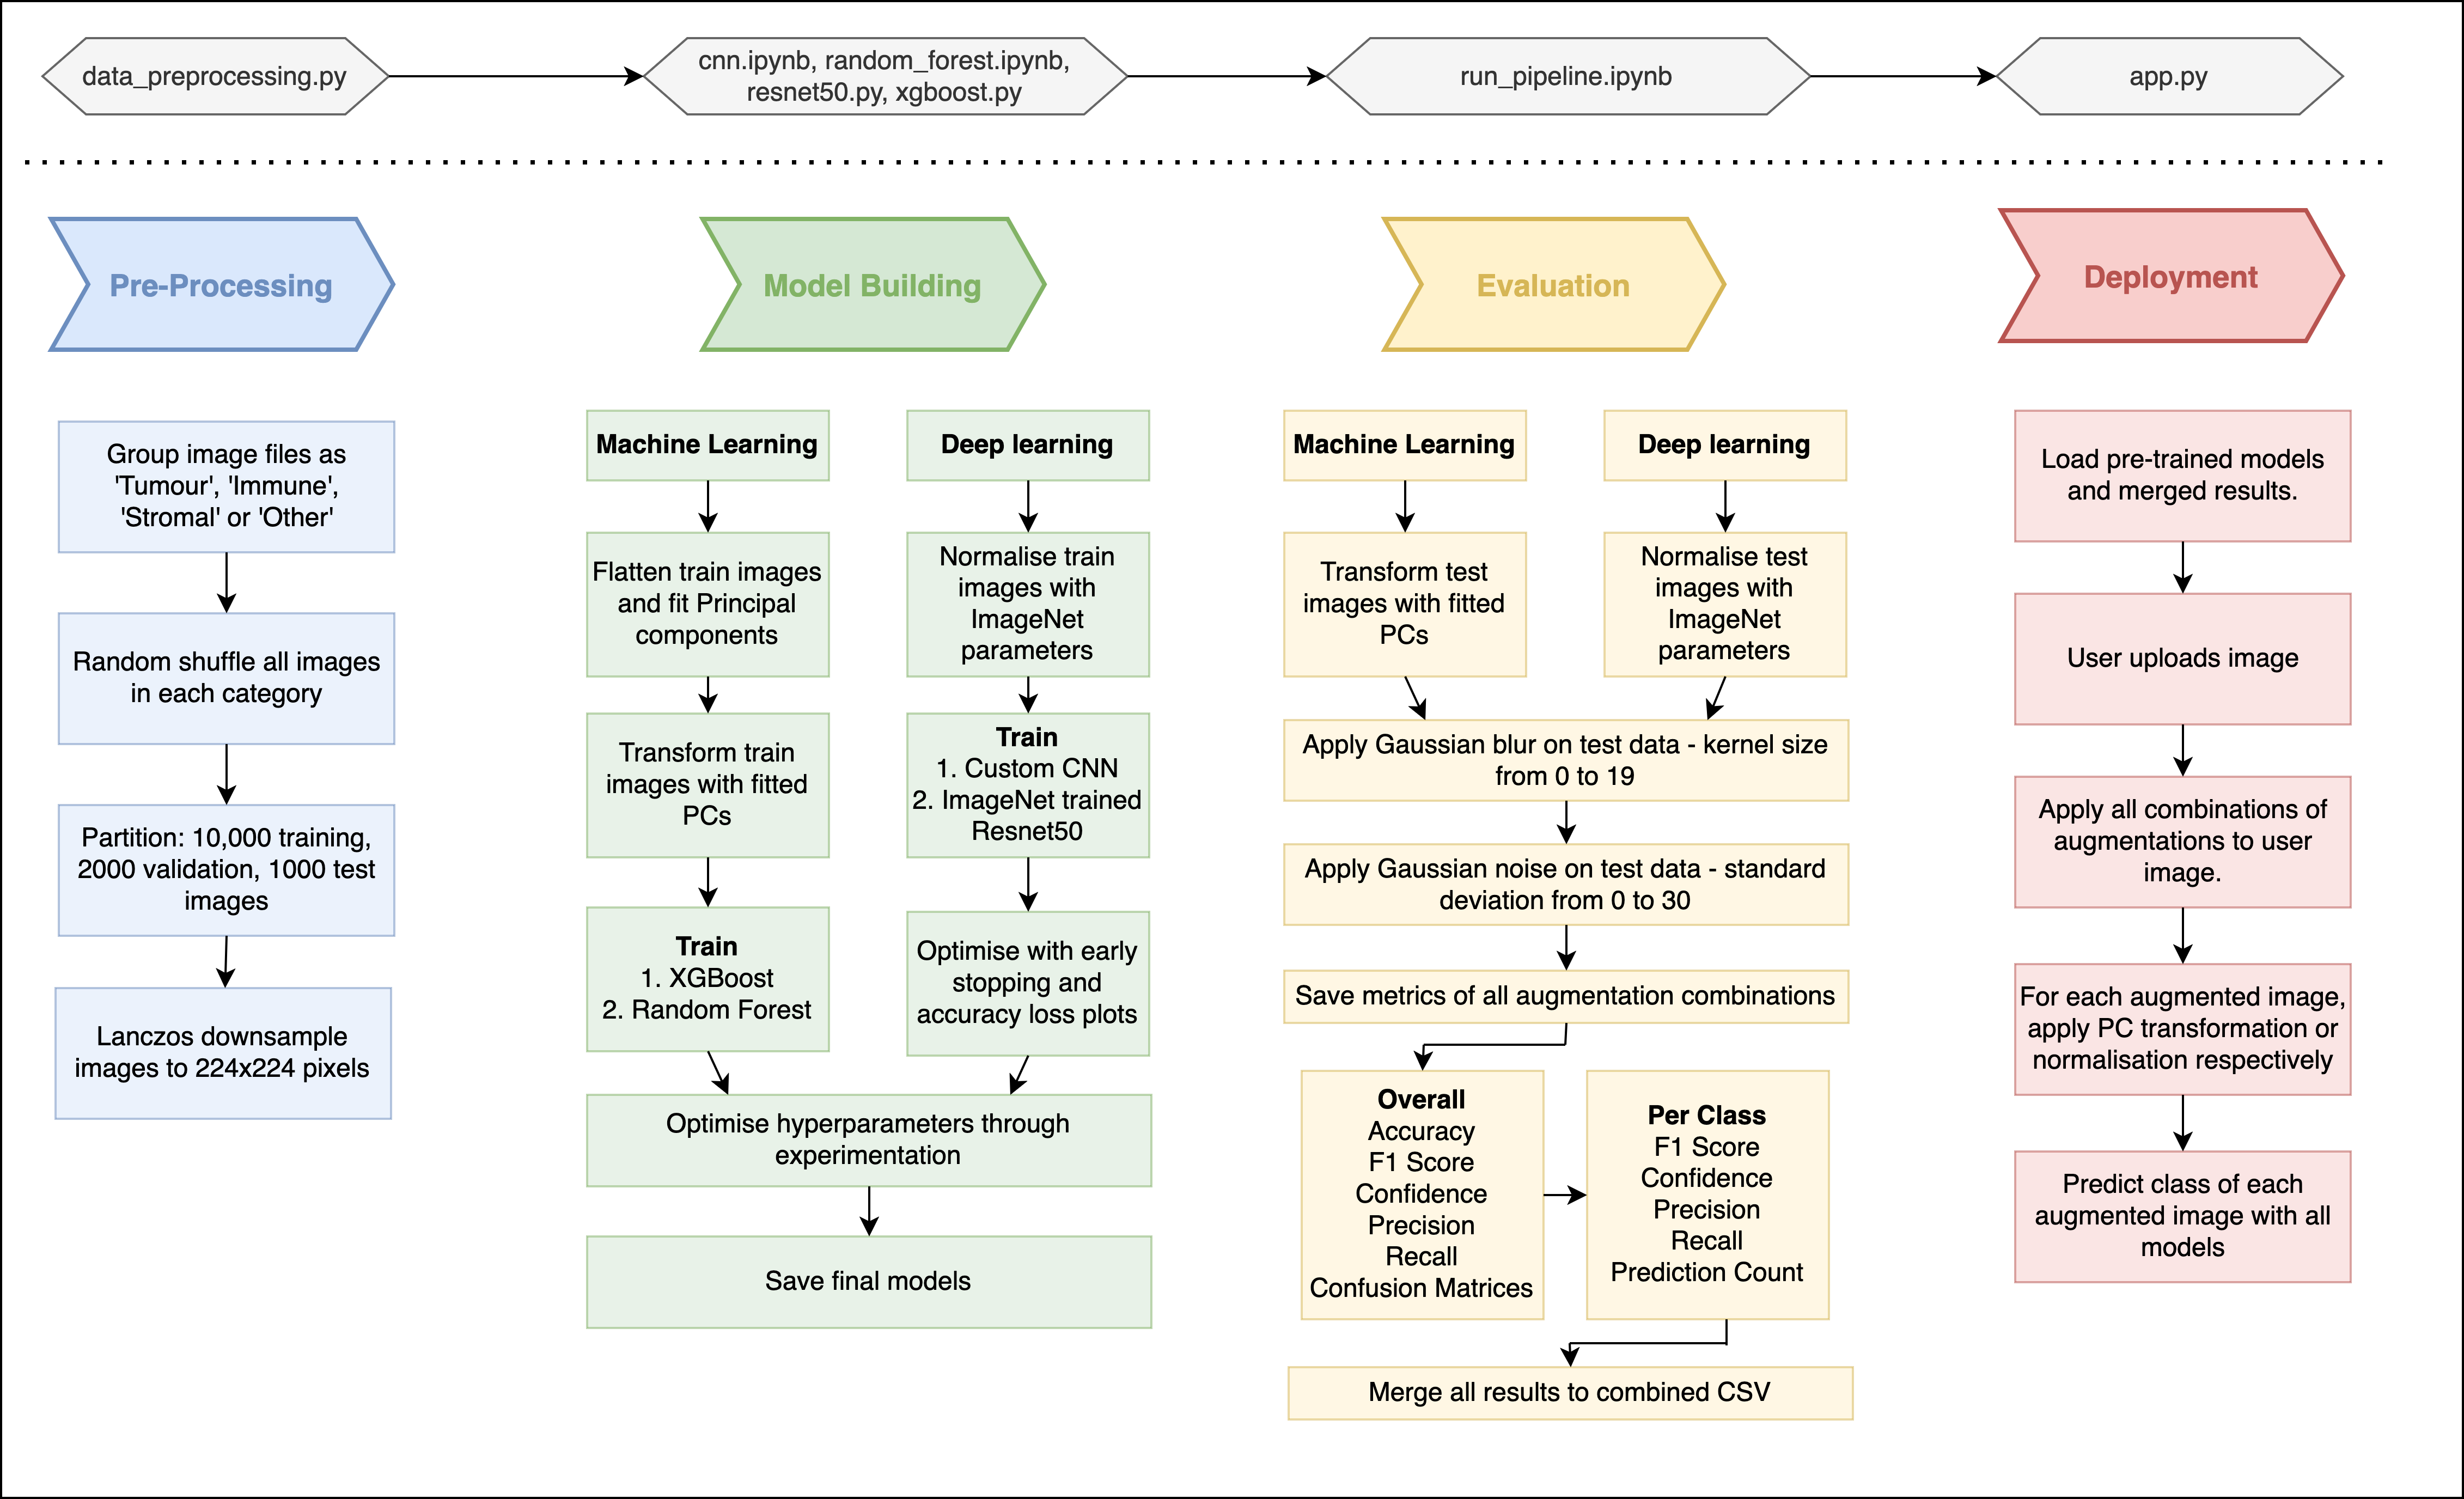 data_preprocessing.py
cnn.ipynb, random_forest.ipynb,
resnet50.py, xgboost.py
run_pipeline.ipynb
app.py
Pre-Processing
Model Building
Evaluation
Deployment
Group image files as
'Tumour', 'Immune',
'Stromal' or 'Other'
Random shuffle all images
in each category
Partition: 10,000 training,
2000 validation, 1000 test
images
Lanczos downsample
images to 224x224 pixels
Machine Learning
Flatten train images
and fit Principal
components
Transform train
images with fitted
PCs
Train
1. XGBoost
2. Random Forest
Deep learning
Normalise train
images with
ImageNet
parameters
Train
1. Custom CNN
2. ImageNet trained
Resnet50
Optimise with early
stopping and
accuracy loss plots
Optimise hyperparameters through
experimentation
Save final models
Machine Learning
Transform test
images with fitted
PCs
Deep learning
Normalise test
images with
ImageNet
parameters
Apply Gaussian blur on test data - kernel size
from 0 to 19
Apply Gaussian noise on test data - standard
deviation from 0 to 30
Save metrics of all augmentation combinations
Overall
Accuracy
F1 Score
Confidence
Precision
Recall
Confusion Matrices
Per Class
F1 Score
Confidence
Precision
Recall
Prediction Count
Merge all results to combined CSV
Load pre-trained models
and merged results.
User uploads image
Apply all combinations of
augmentations to user
image.
For each augmented image,
apply PC transformation or
normalisation respectively
Predict class of each
augmented image with all
models